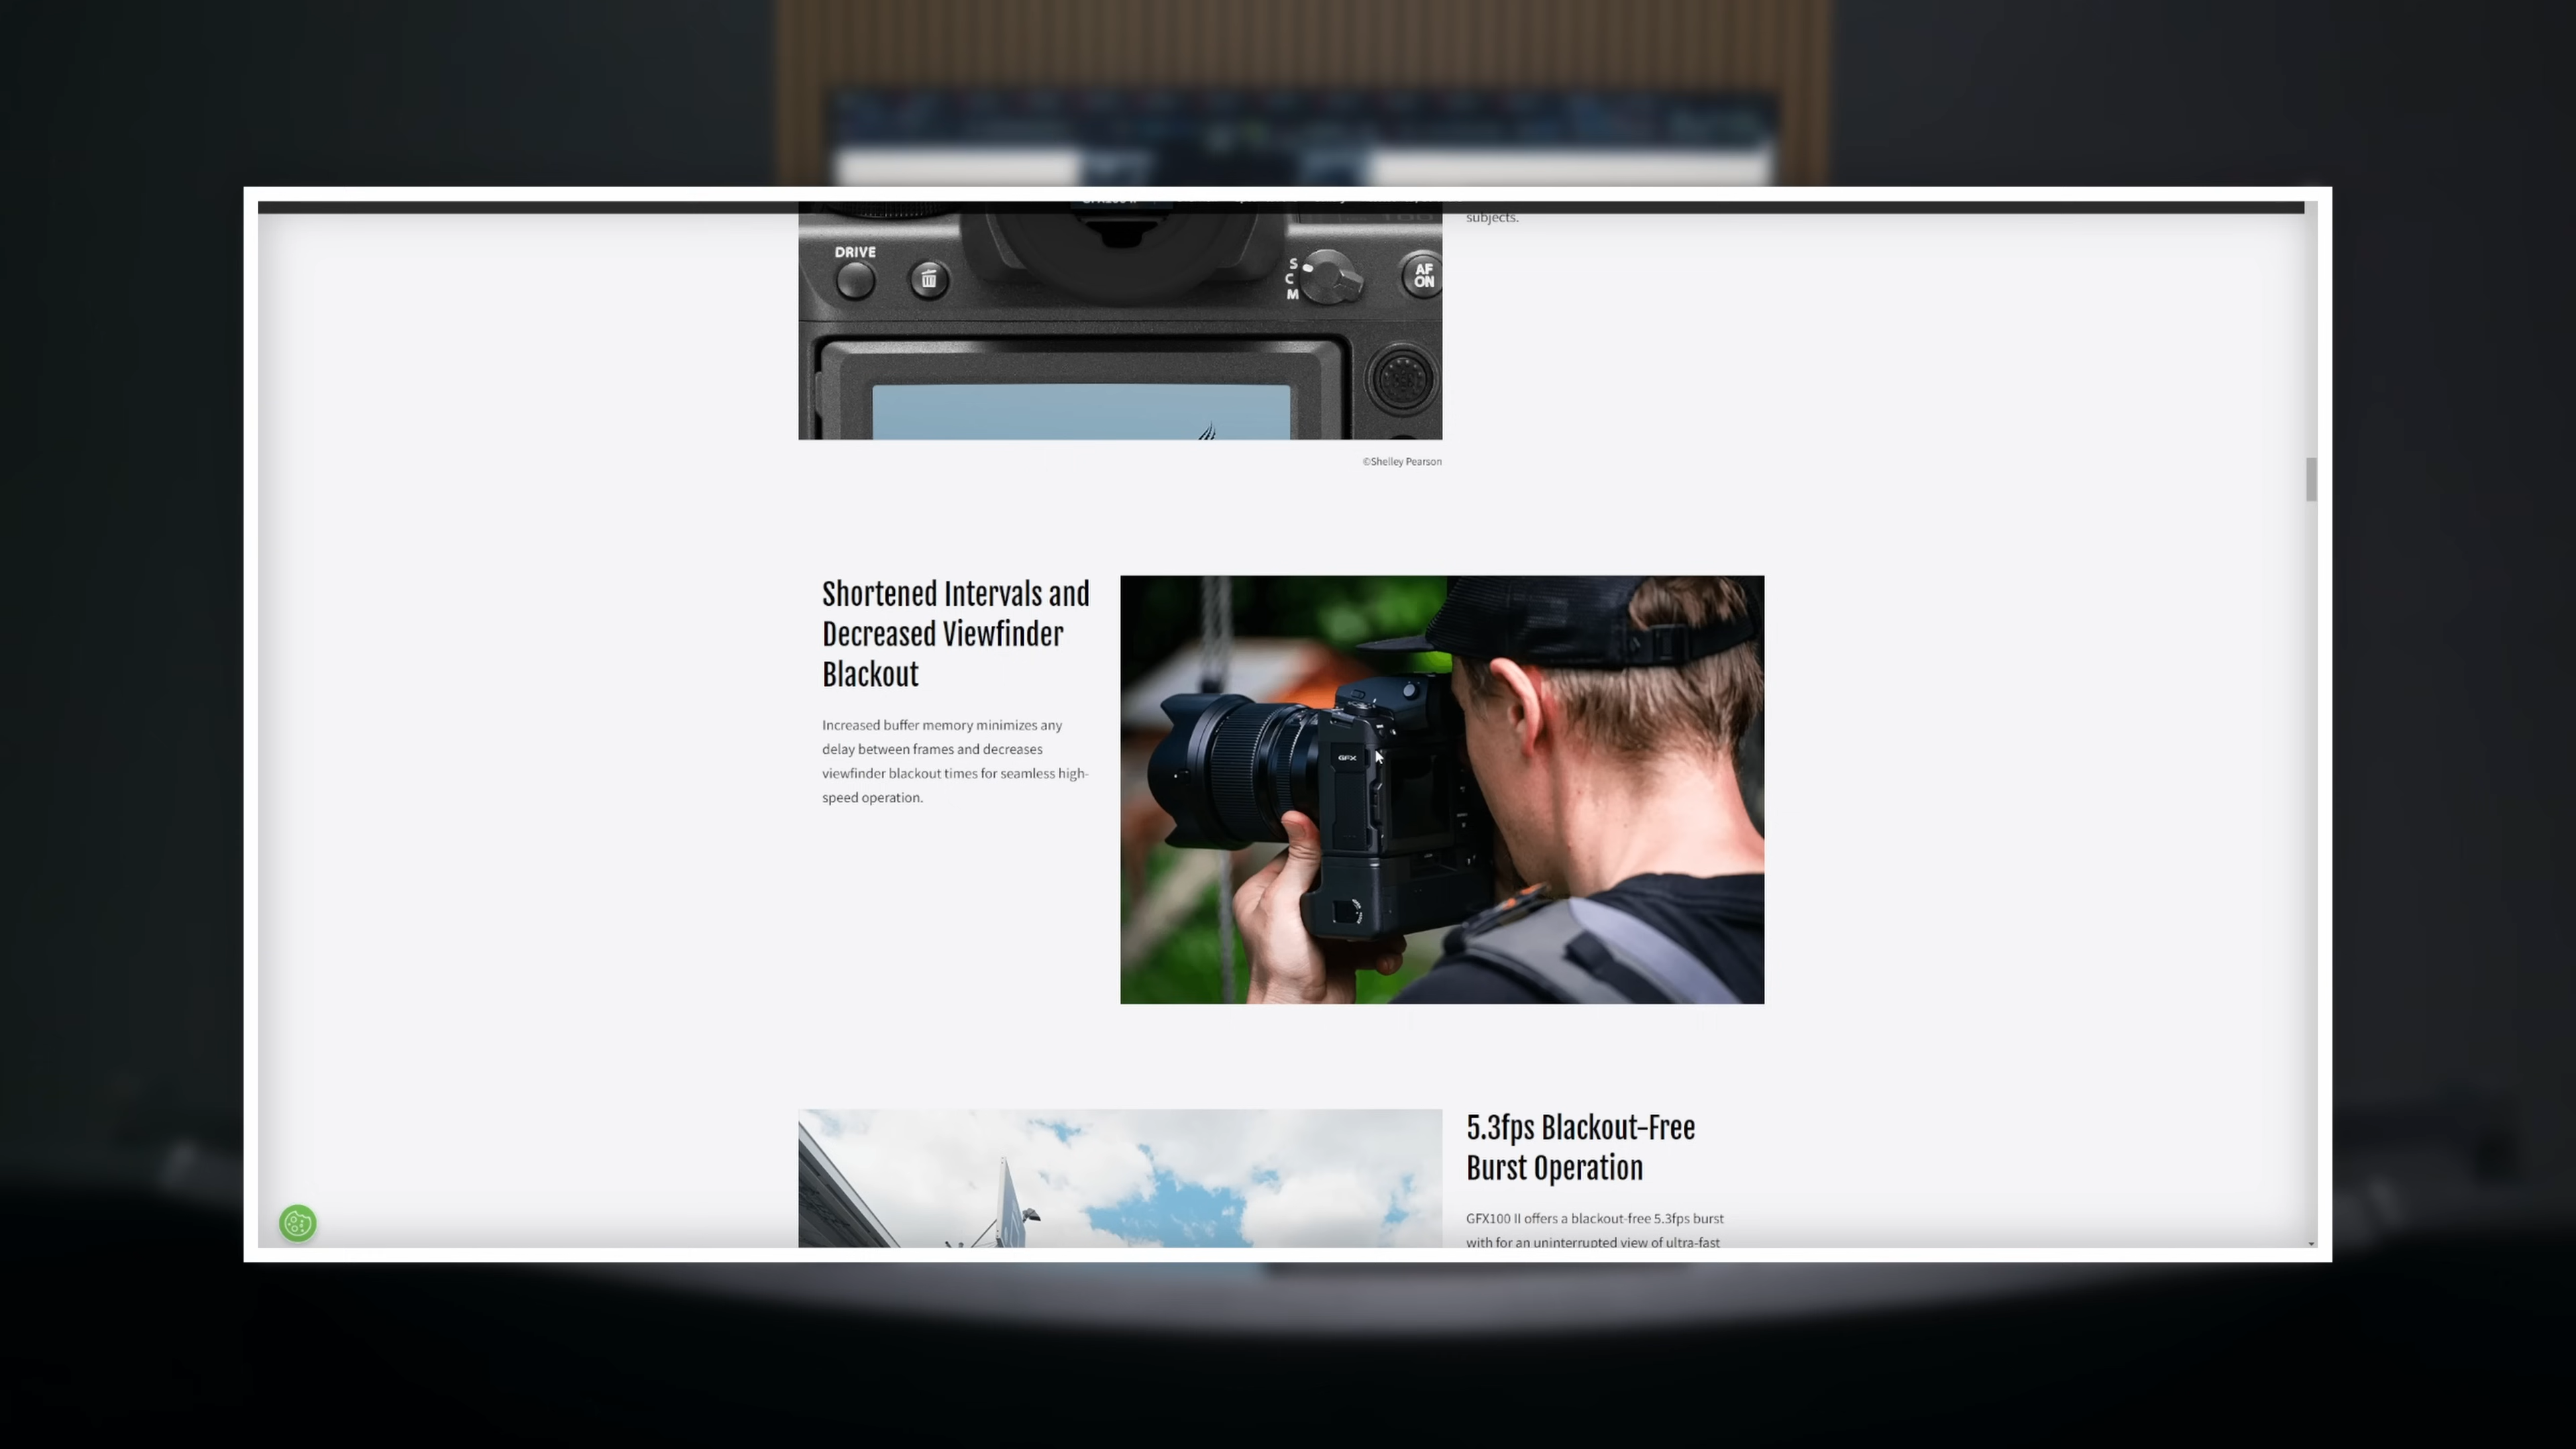 subjects.
DRIVE
S
C
M
AF
ON
©Shelley Pearson
Shortened Intervals and
Decreased Viewfinder
Blackout
Increased buffer memory minimizes any
delay between frames and decreases
viewfinder blackout times for seamless high-
speed operation.
GFX
5.3fps Blackout-Free
Burst Operation
GFX100 II offers a blackout-free 5.3fps burst
with for an uninterrupted view of ultra-fast